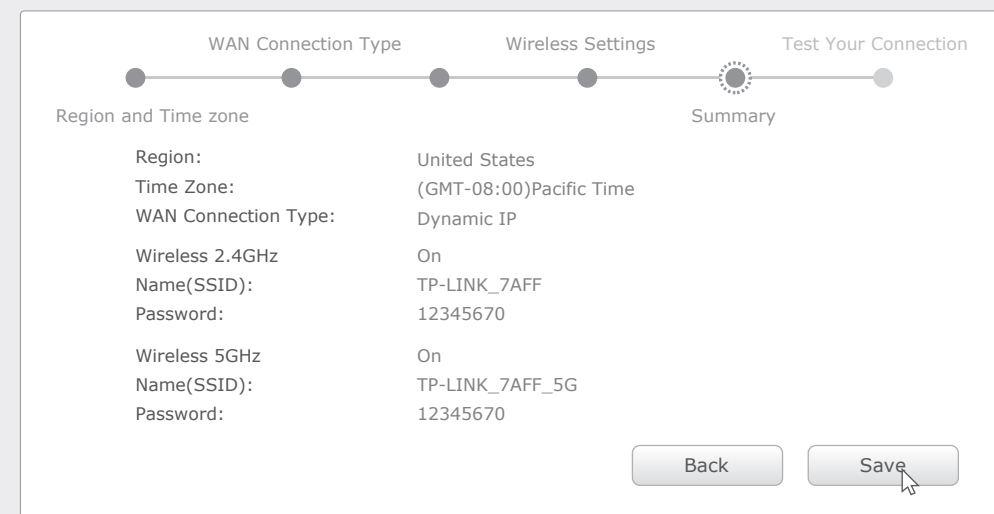 WAN Connection Type Wireless Settings Test Your Connection
Region and Time zone Summary
Region: United States
Time Zone: (GMT-08:00)Pacific Time
WAN Connection Type: Dynamic IP
Wireless 2.4GHz On
Name(SSID): TP-LINK_7AFF
Password: 12345670
Wireless 5GHz On
Name(SSID): TP-LINK_7AFF_5G
Password: 12345670
Back Save